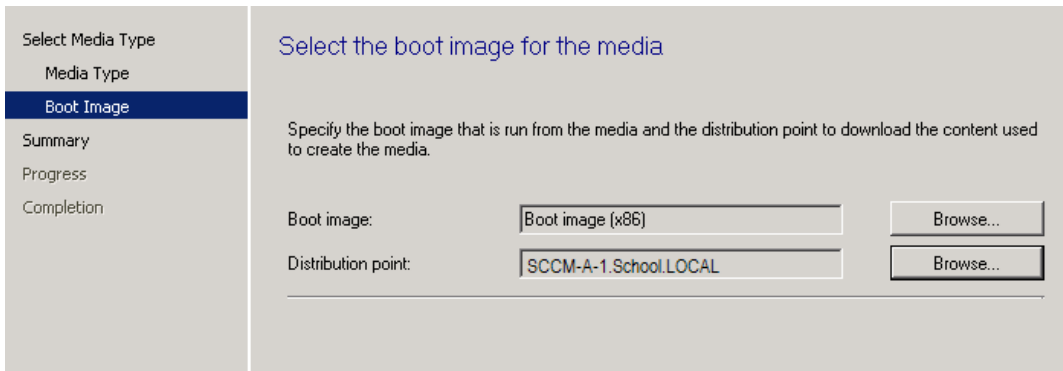 Select Media Type
Media Type
Boot Image
Summary
Progress
Completion
Select the boot image for the media
Specify the boot image that is run from the media and the distribution point to download the content used
to create the media.
Boot image:
Boot image (x86)
Browse...
Distribution point:
SCCM-A-1.School.LOCAL
Browse...